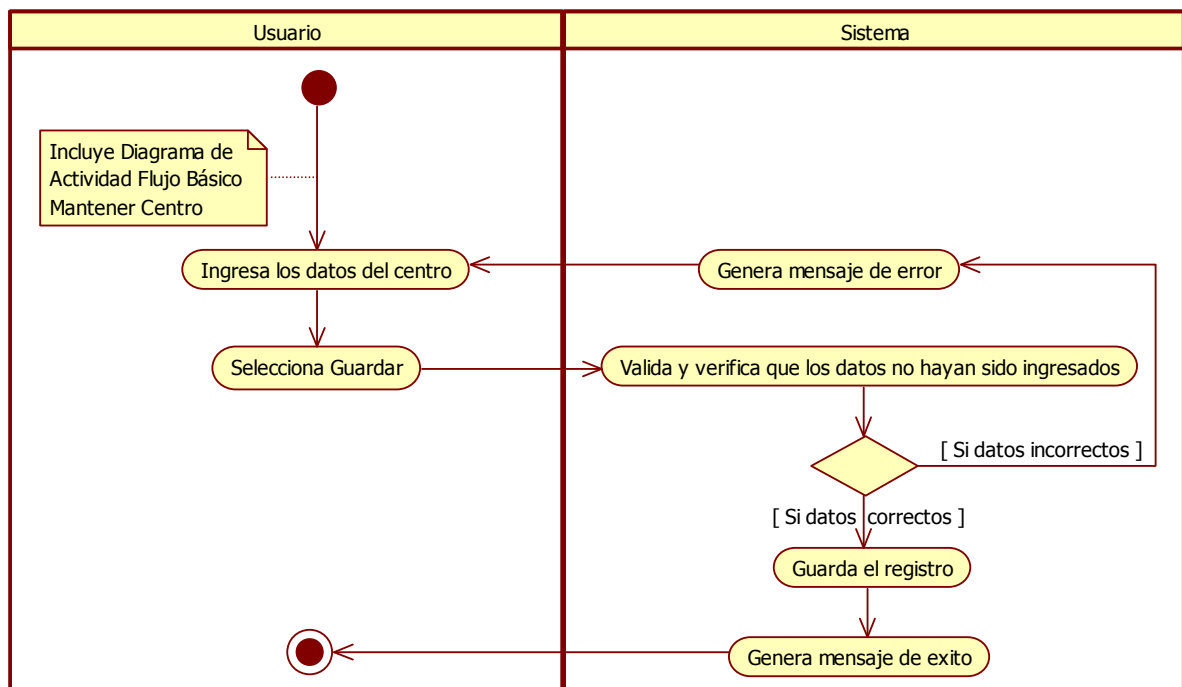 Usuario
Sistema
Incluye Diagrama de
Actividad Flujo Básico
Mantener Centro
Ingresa los datos del centro
Genera mensaje de error
Selecciona Guardar
Valida y verifica que los datos no hayan sido ingresados
[ Si datos incorrectos ]
[ Si datos correctos ]
Guarda el registro
Genera mensaje de exito